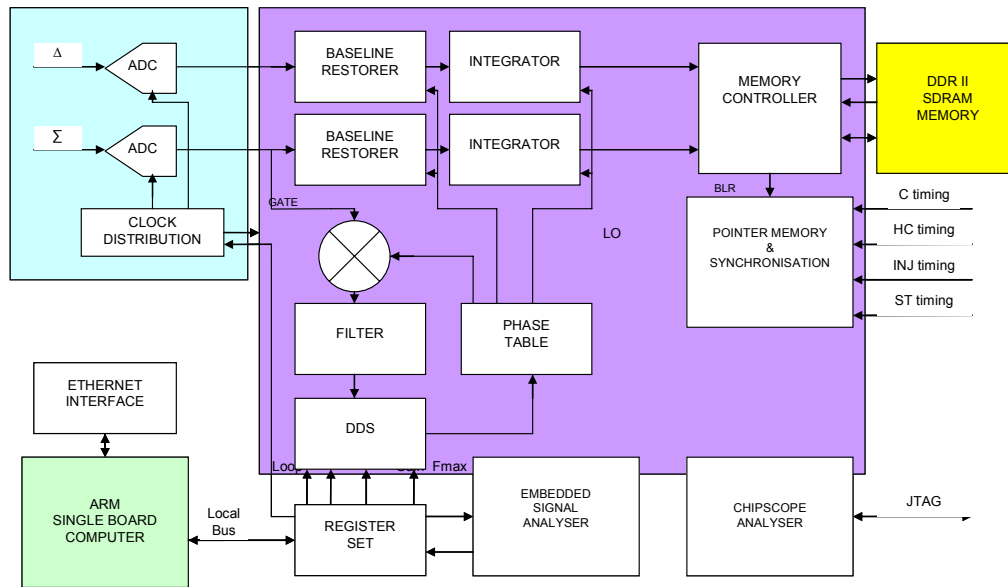 Δ
ADC
BASELINE
RESTORER
INTEGRATOR
MEMORY
CONTROLLER
DDR II
SDRAM
MEMORY
Σ
ADC
BASELINE
RESTORER
INTEGRATOR
CLOCK
DISTRIBUTION
GATE
BLR
LO
POINTER MEMORY
&
SYNCHRONISATION
C timing
HC timing
INJ timing
ST timing
FILTER
PHASE
TABLE
ETHERNET
INTERFACE
DDS
Loop
Fmax
ARM
SINGLE BOARD
COMPUTER
Local
Bus
REGISTER
SET
EMBEDDED
SIGNAL
ANALYSER
CHIPSCOPE
ANALYSER
JTAG